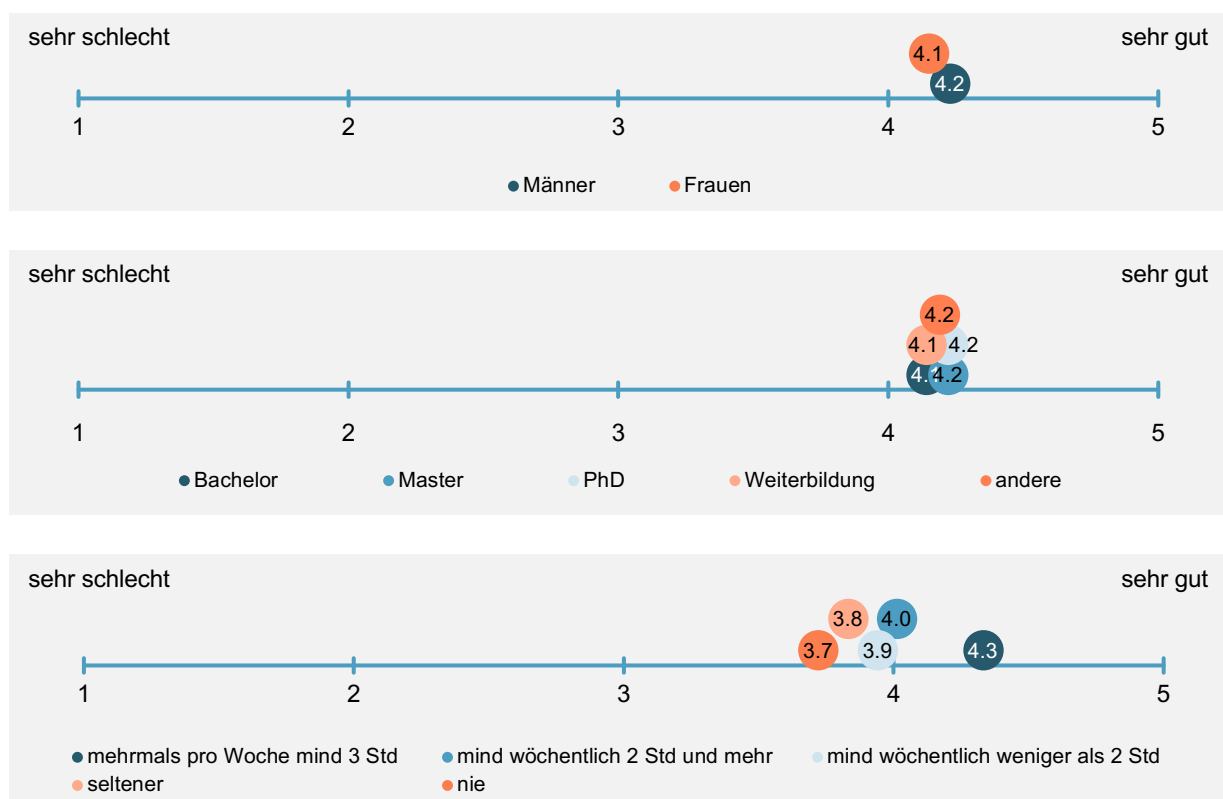 sehr schlecht sehr gut
4.1
4.2
1 2 3 4 5
Männer Frauen
sehr schlecht sehr gut
4.2
4.1 4.2
4.1 4.2
1 2 3 4 5
Bachelor Master PhD Weiterbildung andere
sehr schlecht sehr gut
3.8 4.0
3.7 3.9 4.3
1 2 3 4 5
mehrmals pro Woche mind 3 Std mind wöchentlich 2 Std und mehr mind wöchentlich weniger als 2 Std
seltener nie